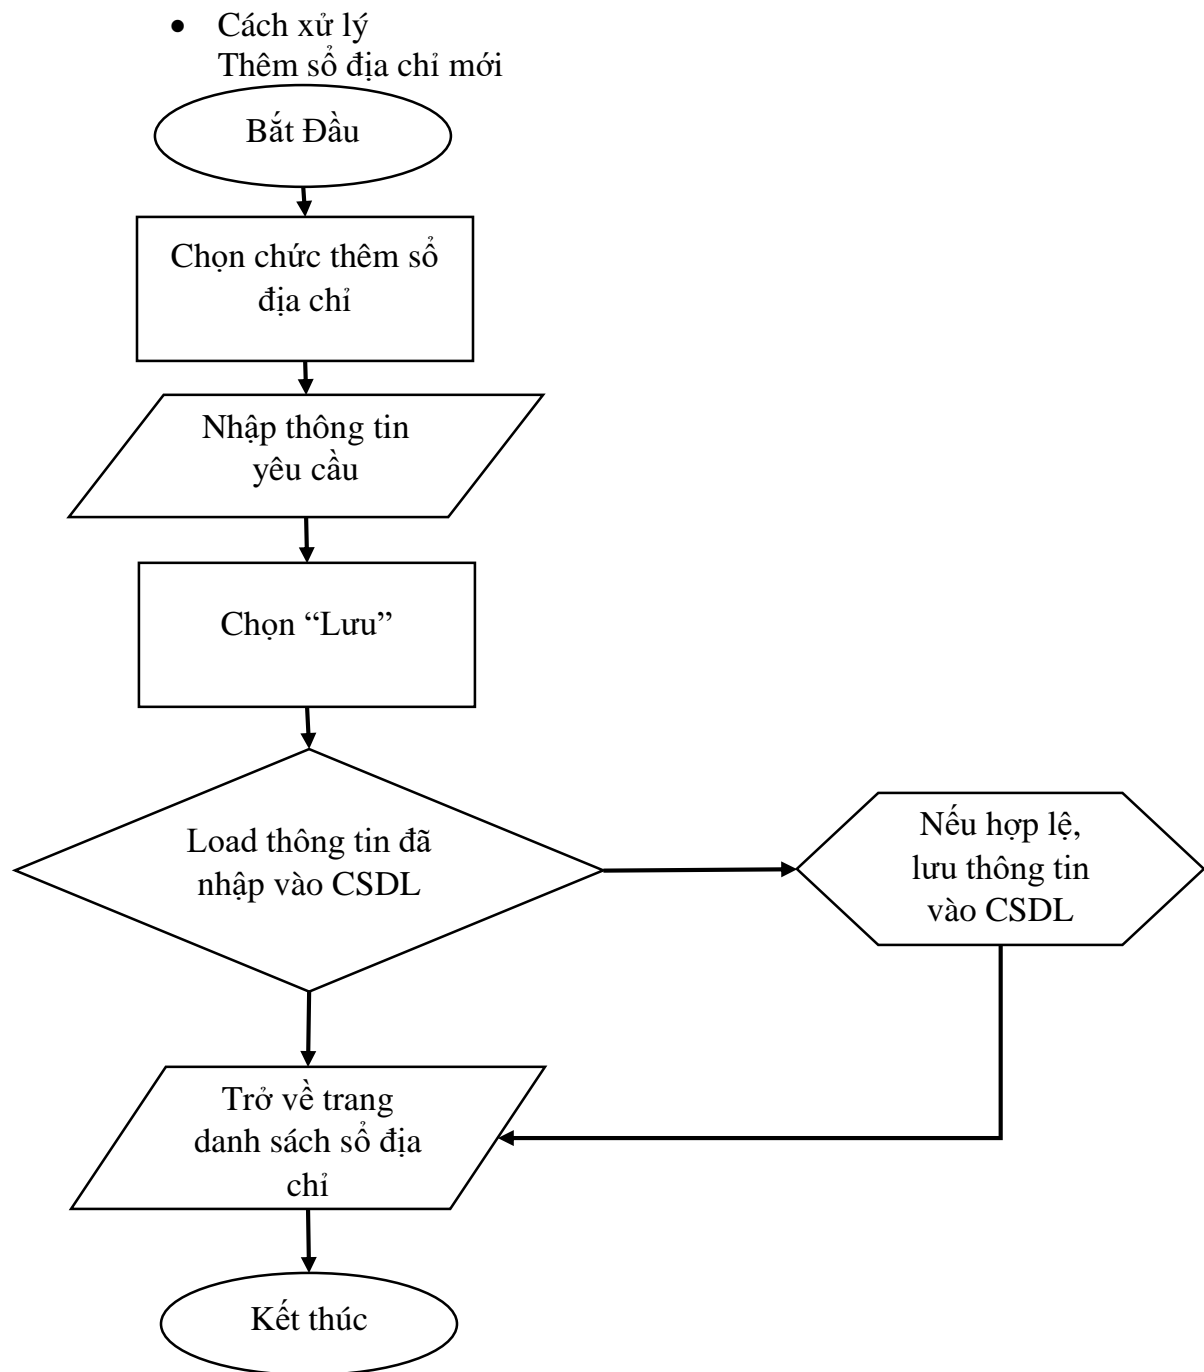 • Cách xử lý
Thêm sổ địa chỉ mới
Bắt Đầu
Chọn chức thêm sổ
địa chỉ
Nhập thông tin
yêu cầu
Chọn “Lưu”
Load thông tin đã
nhập vào CSDL
Nếu hợp lệ,
lưu thông tin
vào CSDL
Trở về trang
danh sách sổ địa
chỉ
Kết thúc